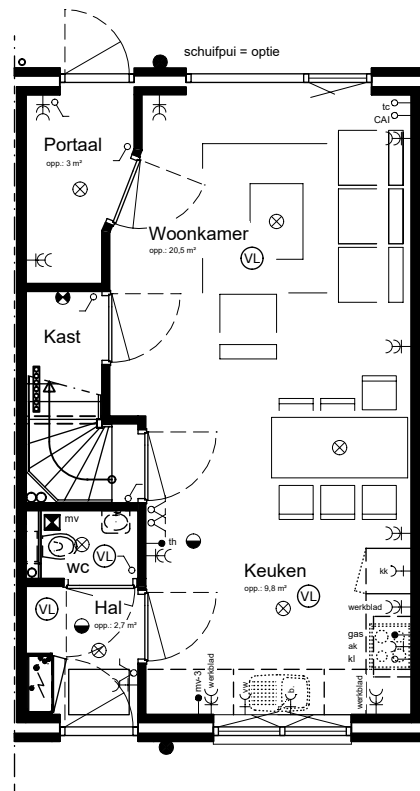 schuifpui = optie
tc
CAI
Portaal
opp.: 3 m²
Woonkamer
opp.: 20,5 m²
VL
Kast
mv
th
wc
VL
Keuken
opp.: 9,8 m²
VL
kk
werkblad
VL
Hal
opp.: 2,7 m²
gas
ak
kl
mv-3
werkblad
vw
b.
werkblad